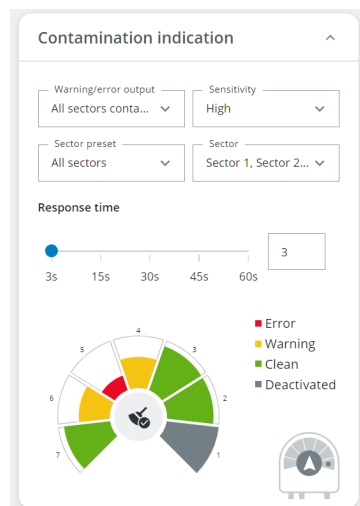 Contamination indication
Warning/error output
Sensitivity
All sectors conta...
High
Sector preset
Sector
All sectors
Sector 1, Sector 2...
Response time
3
3s 15s 30s 45s 60s
Error
Warning
Clean
Deactivated
4
5
3
6
2
7
1